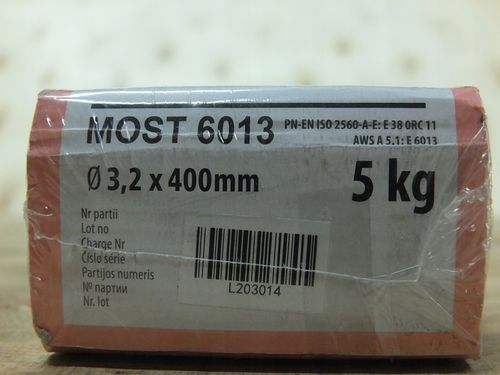 MOST 6013
PN-EN ISO 2560-A-E: E 38 0RC 11
AWS A 5.1: E 6013
Ø 3,2 x 400mm
5 kg
Nr partii
Lot no
Charge Nr
Číslo série
Partijos numeris
№ партии
Nr. lot
L203014